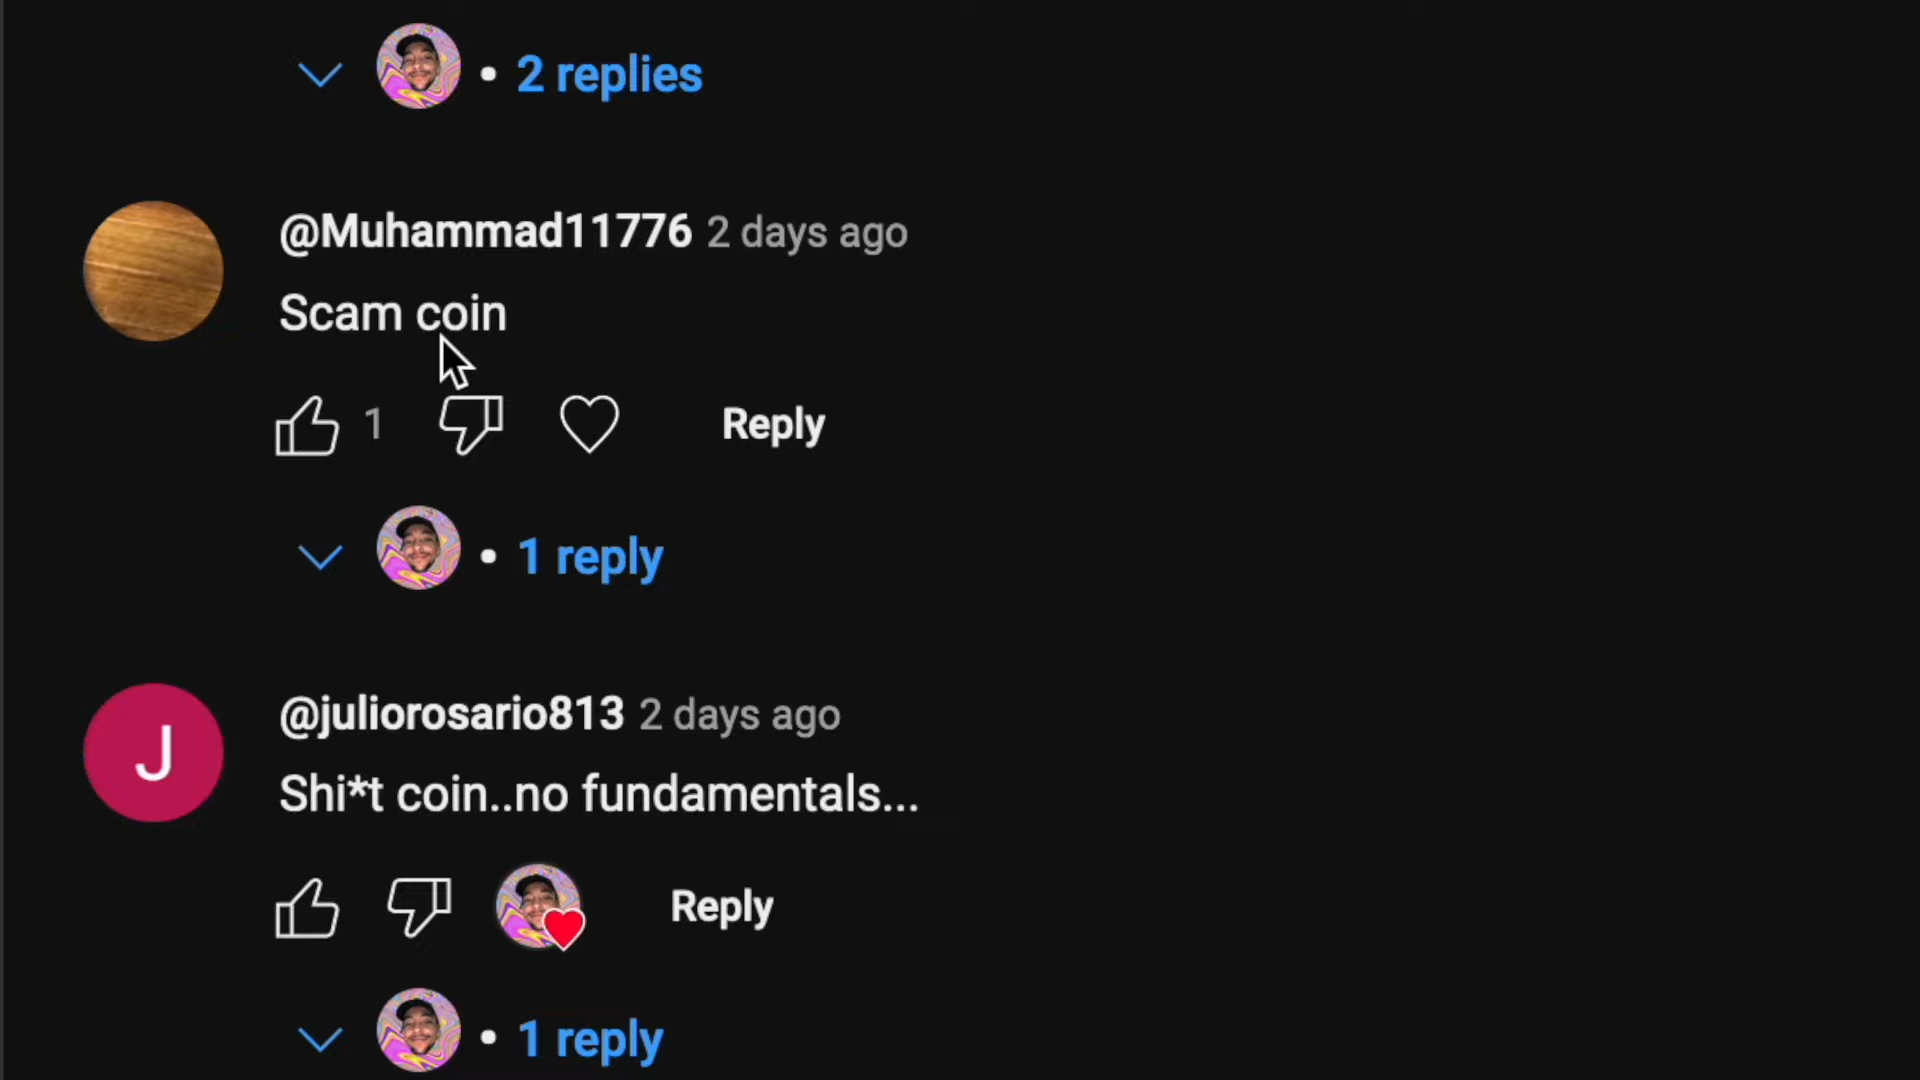 2 replies
@Muhammad11776 2 days ago
Scam coin
1 Reply
1 reply
J
@juliorosario813 2 days ago
Shi*t coin..no fundamentals...
Reply
1 reply